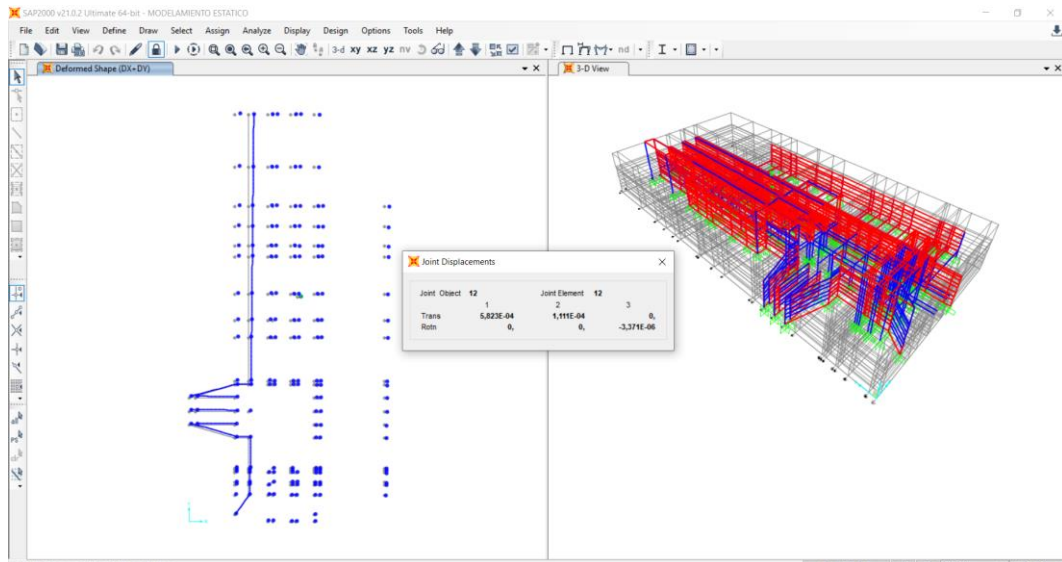 SAP2000 v21.0.2 Ultimate 64-bit - MODELAMIENTO ESTATICO
File Edit View Define Draw Select Assign Analyze Display Design Options Tools Help
3-d xy xz yz nv nd
Deformed Shape (DX+DY)
3-D View
Joint Displacements
Joint Object 12 Joint Element 12
1 2 3
Trans 5,823E-04 1,111E-04 0,
Rotn 0, 0, -3,371E-06